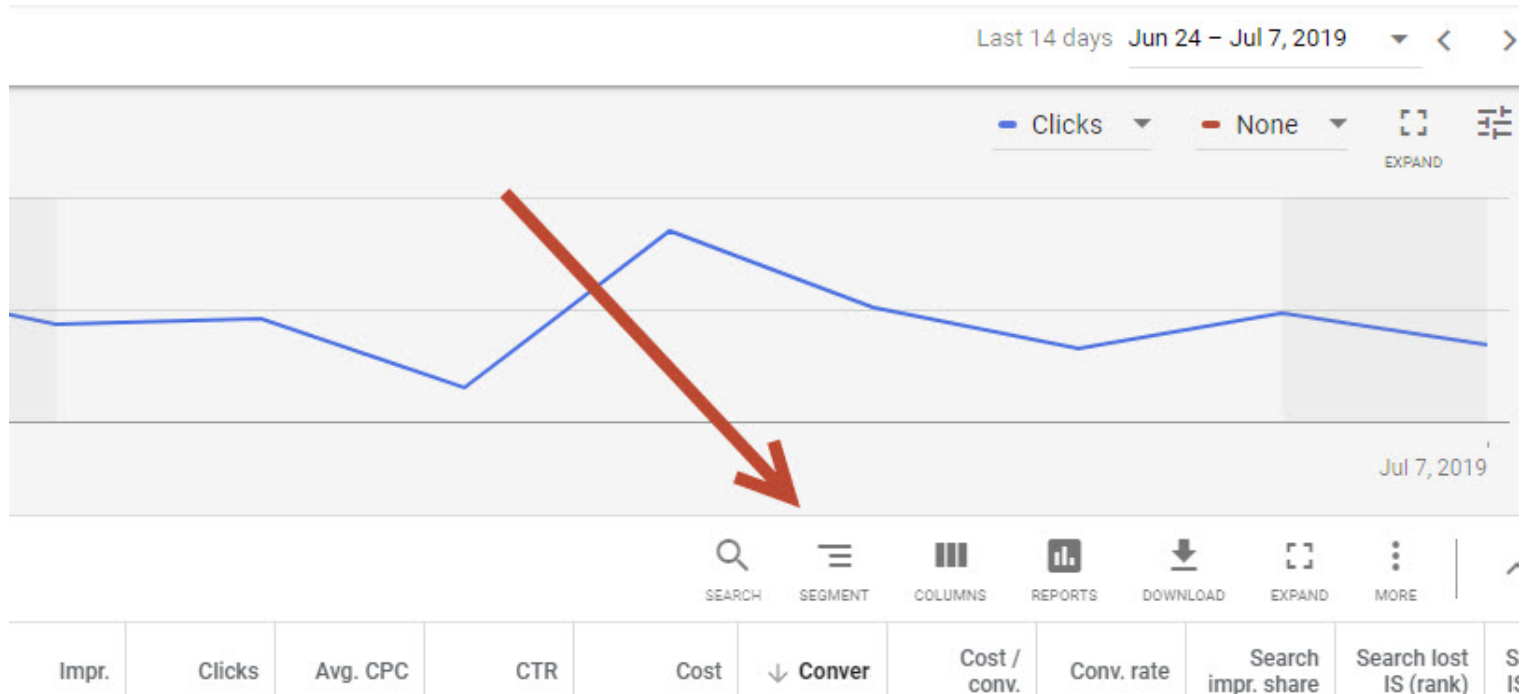 Last 14 days Jun 24 – Jul 7, 2019
Clicks None
EXPAND
Jul 7, 2019
SEARCH SEGMENT COLUMNS REPORTS DOWNLOAD EXPAND MORE
Impr. Clicks Avg. CPC CTR Cost Conver Cost / conv. Conv. rate Search impr. share Search lost IS (rank)